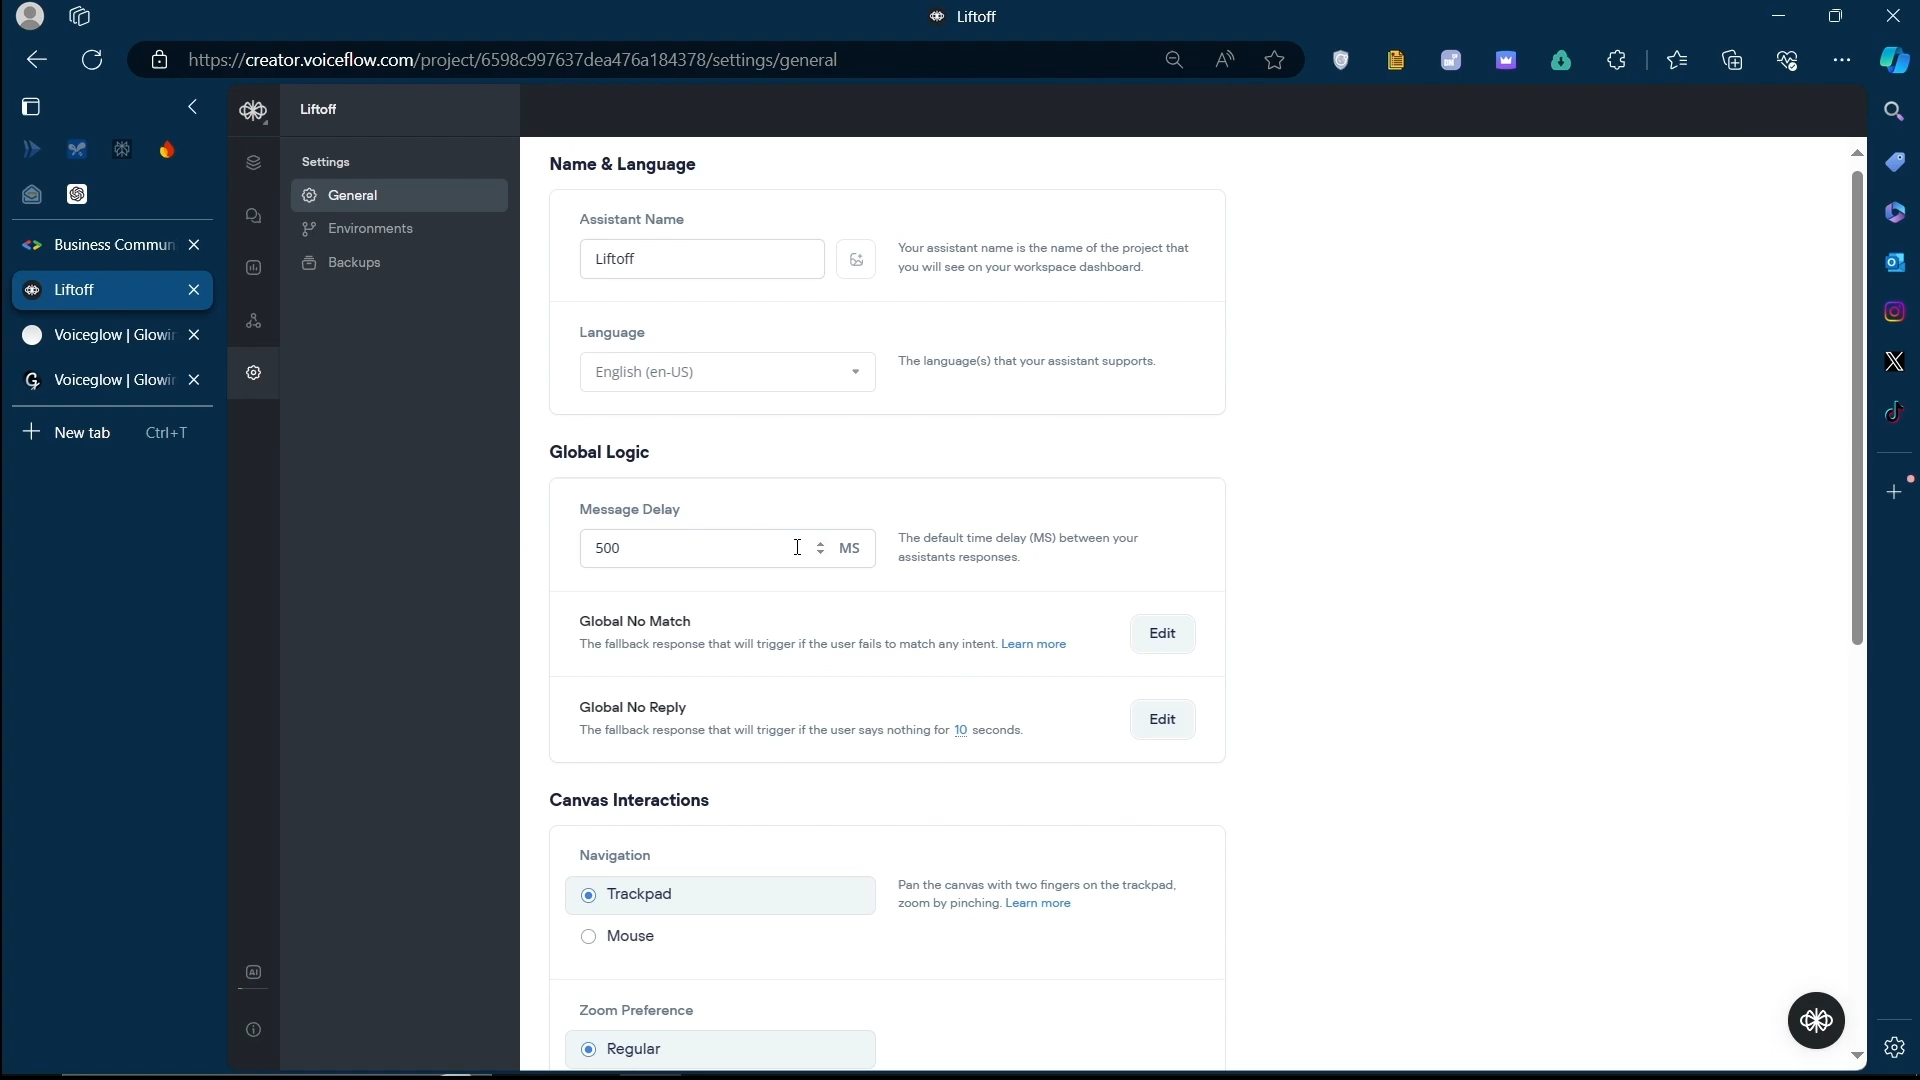 Liftoff
https://creator.voiceflow.com/project/6598c997637dea476a184378/settings/general
Business Commun
Liftoff
Voiceglow | Glowin
Voiceglow | Glowin
New tab Ctrl+T
Liftoff
Settings
General
Environments
Backups
AI
Name & Language
Assistant Name
Liftoff
Your assistant name is the name of the project that
you will see on your workspace dashboard.
Language
English (en-US)
The language(s) that your assistant supports.
Global Logic
Message Delay
500 MS
The default time delay (MS) between your
assistants responses.
Global No Match
The fallback response that will trigger if the user fails to match any intent. Learn more
Edit
Global No Reply
The fallback response that will trigger if the user says nothing for 10 seconds.
Edit
Canvas Interactions
Navigation
Trackpad
Pan the canvas with two fingers on the trackpad,
zoom by pinching. Learn more
Mouse
Zoom Preference
Regular